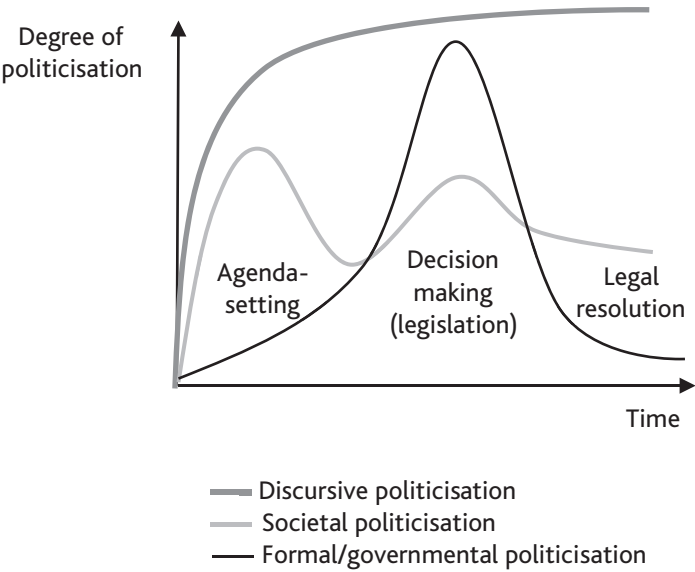 Degree of
politicisation
Agenda-
setting
Decision
making
(legislation)
Legal
resolution
Time
Discursive politicisation
Societal politicisation
Formal/governmental politicisation